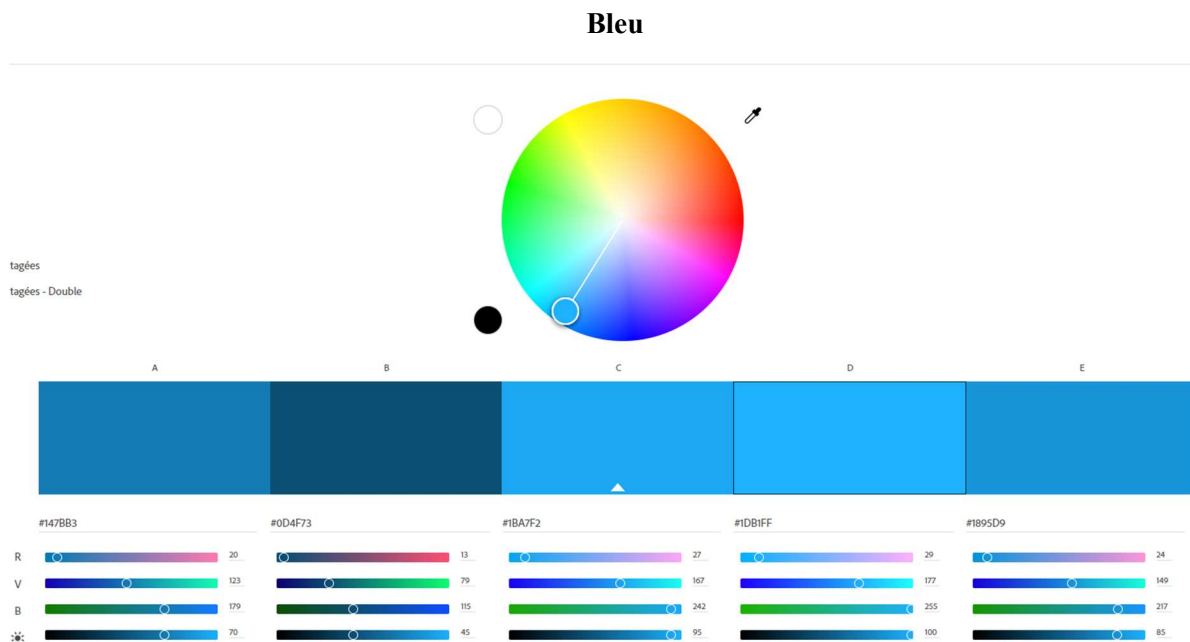 Bleu
tagées
tagées - Double
A B C D E
#147BB3 #0D4F73 #1BA7F2 #1DB1FF #1895D9
R 20 13 27 29 24
V 123 79 167 177 149
B 179 115 242 255 217
70 45 95 100 85